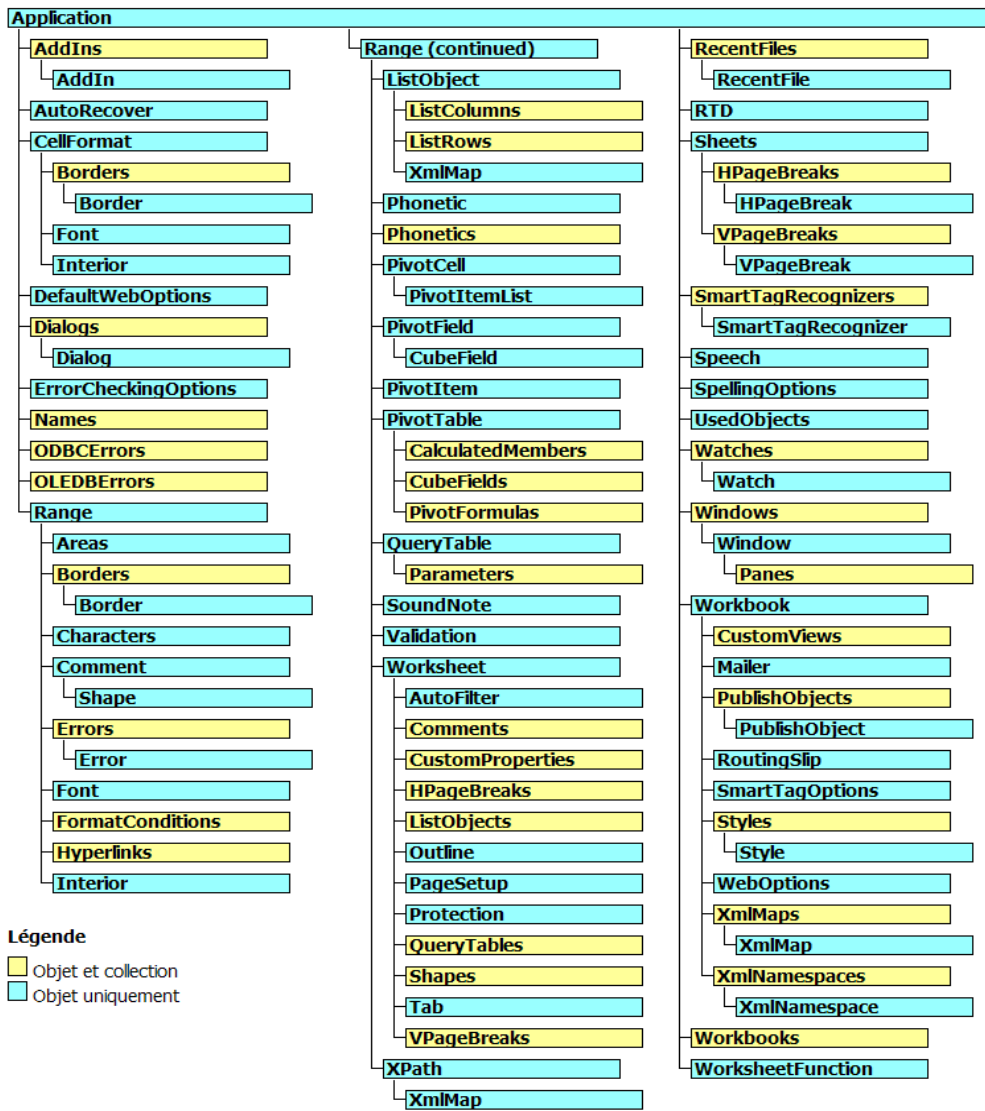 Application
AddIns
AddIn
AutoRecover
CellFormat
Borders
Border
Font
Interior
DefaultWebOptions
Dialogs
Dialog
ErrorCheckingOptions
Names
ODBCErrors
OLEDBErrors
Range
Areas
Borders
Border
Characters
Comment
Shape
Errors
Error
Font
FormatConditions
Hyperlinks
Interior
Légende
Objet et collection
Objet uniquement
Range (continued)
ListObject
ListColumns
ListRows
XmlMap
Phonetic
Phonetics
PivotCell
PivotItemList
PivotField
CubeField
PivotItem
PivotTable
CalculatedMembers
CubeFields
PivotFormulas
QueryTable
Parameters
SoundNote
Validation
Worksheet
AutoFilter
Comments
CustomProperties
HPageBreaks
ListObjects
Outline
PageSetup
Protection
QueryTables
Shapes
Tab
VPageBreaks
XPath
XmlMap
RecentFiles
RecentFile
RTD
Sheets
HPageBreaks
HPageBreak
VPageBreaks
VPageBreak
SmartTagRecognizers
SmartTagRecognizer
Speech
SpellingOptions
UsedObjects
Watches
Watch
Windows
Window
Panes
Workbook
CustomViews
Mailer
PublishObjects
PublishObject
RoutingSlip
SmartTagOptions
Styles
Style
WebOptions
XmlMaps
XmlMap
XmlNamespaces
XmlNamespace
Workbooks
WorksheetFunction